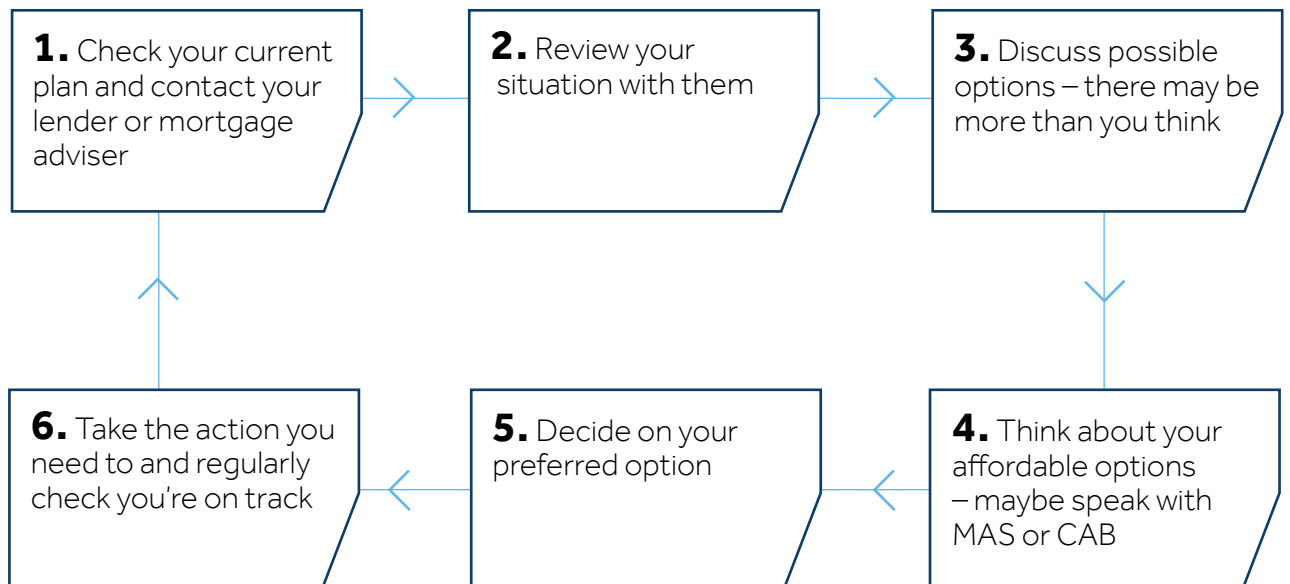 1. Check your current
plan and contact your
lender or mortgage
adviser
2. Review your
situation with them
3. Discuss possible
options – there may be
more than you think
4. Think about your
affordable options
– maybe speak with
MAS or CAB
5. Decide on your
preferred option
6. Take the action you
need to and regularly
check you're on track